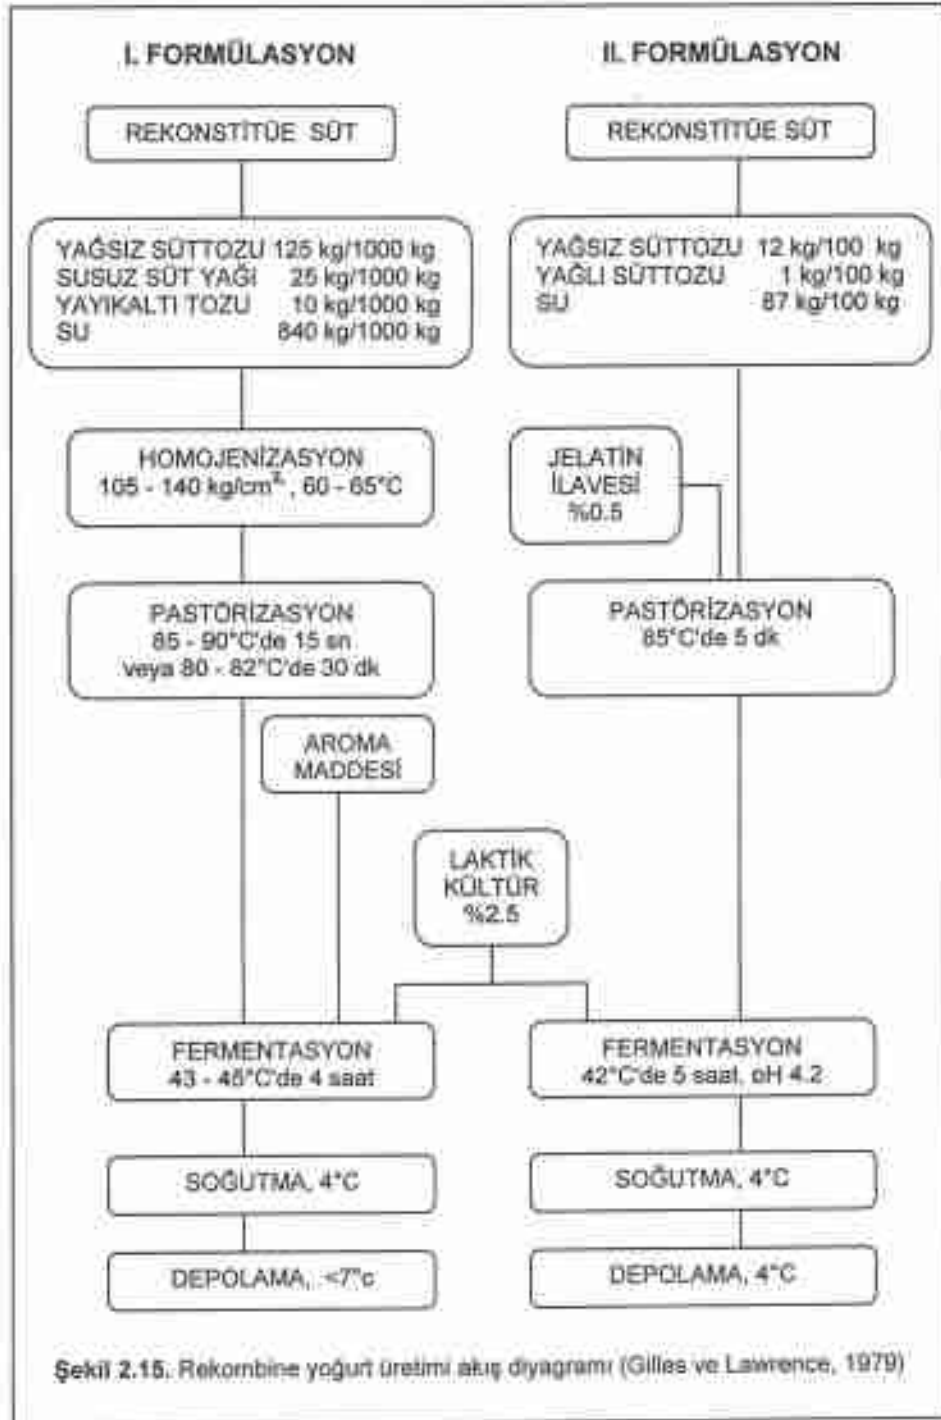 I. FORMÜLASYON
REKONSTİTÜE SÜT
YAĞSIZ SÜTTOZU 125 kg/1000 kg
SUSUZ SÜT YAĞI 25 kg/1000 kg
YAYIKALTI TOZU 10 kg/1000 kg
SU 840 kg/1000 kg
HOMOJENİZASYON
105 - 140 kg/cm², 60 - 65°C
PASTÖRİZASYON
85 - 90°C'de 15 sn
veya 80 - 82°C'de 30 dk
AROMA
MADDESİ
LAKTİK
KÜLTÜR
%2.5
FERMENTASYON
43 - 45°C'de 4 saat
SOĞUTMA, 4°C
DEPOLAMA, <7°c
II. FORMÜLASYON
REKONSTİTÜE SÜT
YAĞSIZ SÜTTOZU 12 kg/100 kg
YAĞLI SÜTTOZU 1 kg/100 kg
SU 87 kg/100 kg
JELATİN
İLAVESİ
%0.5
PASTÖRİZASYON
85°C'de 5 dk
FERMENTASYON
42°C'de 5 saat, pH 4.2
SOĞUTMA, 4°C
DEPOLAMA, 4°C
Şekil 2.15. Rekombine yoğurt üretimi akış diyagramı (Gilles ve Lawrence, 1979)